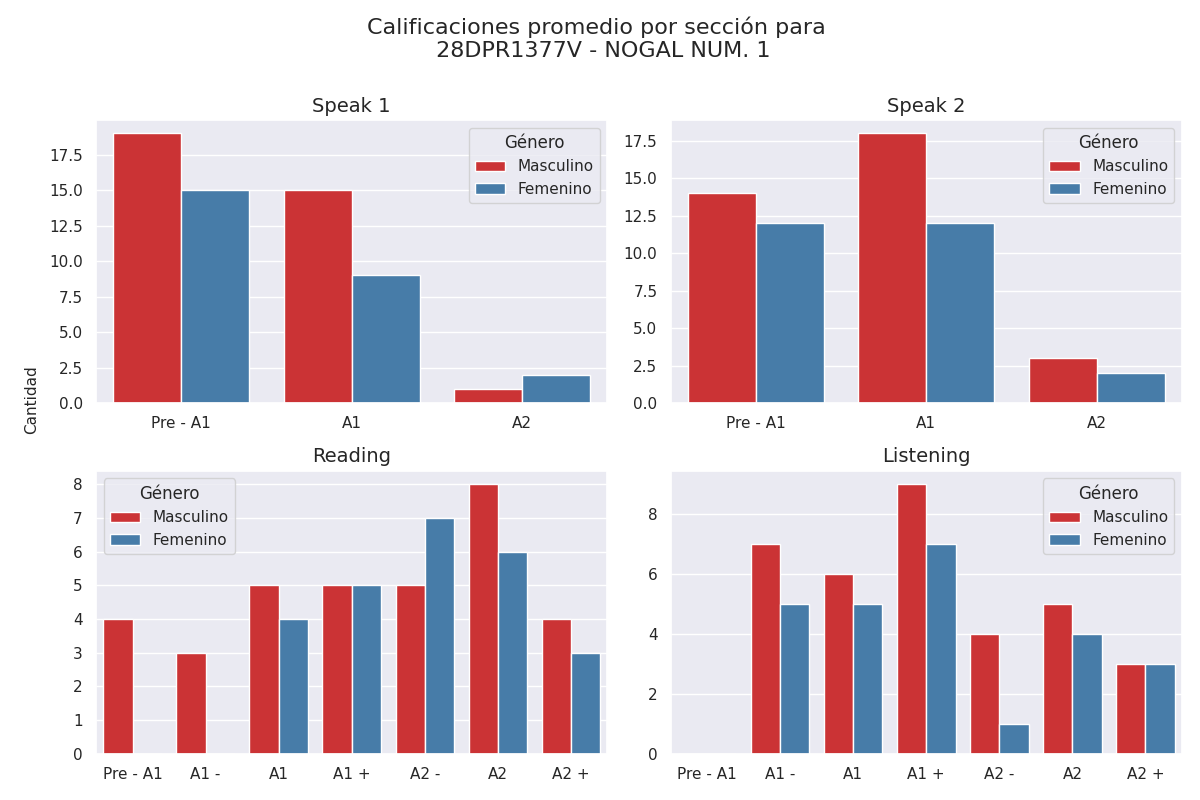 Calificaciones promedio por sección para
28DPR1377V - NOGAL NUM. 1
Cantidad
Speak 1
17.5
15.0
12.5
10.0
7.5
5.0
2.5
0.0
Género
Masculino
Femenino
Pre - A1 A1 A2
Speak 2
17.5
15.0
12.5
10.0
7.5
5.0
2.5
0.0
Género
Masculino
Femenino
Pre - A1 A1 A2
Reading
8
7
6
5
4
3
2
1
0
Género
Masculino
Femenino
Pre - A1 A1 - A1 A1 + A2 - A2 A2 +
Listening
8
6
4
2
0
Género
Masculino
Femenino
Pre - A1 A1 - A1 A1 + A2 - A2 A2 +